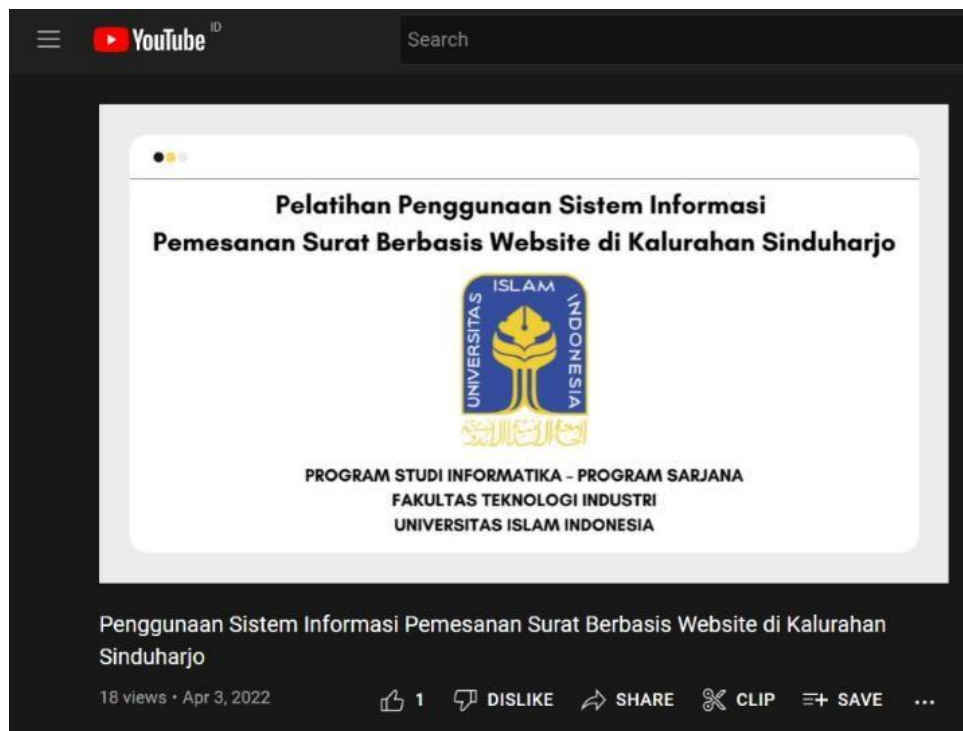 YouTube ID
Search
Pelatihan Penggunaan Sistem Informasi
Pemesanan Surat Berbasis Website di Kalurahan Sinduharjo
UNIVERSITAS ISLAM INDONESIA
PROGRAM STUDI INFORMATIKA - PROGRAM SARJANA
FAKULTAS TEKNOLOGI INDUSTRI
UNIVERSITAS ISLAM INDONESIA
Penggunaan Sistem Informasi Pemesanan Surat Berbasis Website di Kalurahan
Sinduharjo
18 views • Apr 3, 2022 1 DISLIKE SHARE CLIP SAVE ...